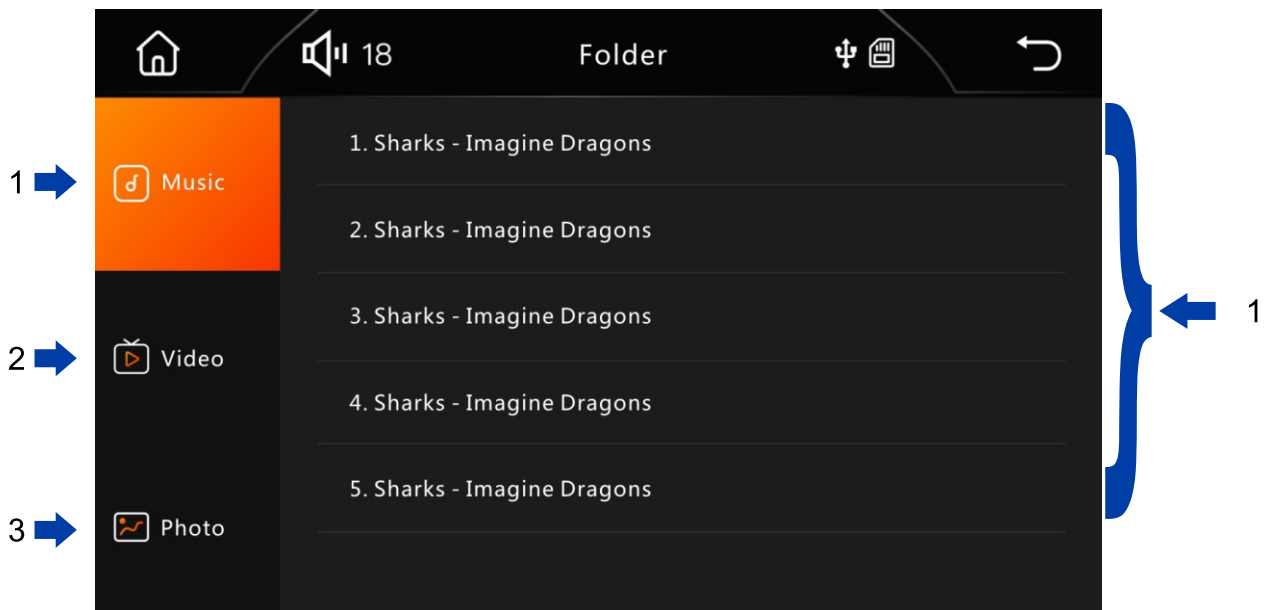 18 Folder
1. Sharks - Imagine Dragons
1 Music
2. Sharks - Imagine Dragons
3. Sharks - Imagine Dragons
1
2 Video
4. Sharks - Imagine Dragons
5. Sharks - Imagine Dragons
3 Photo